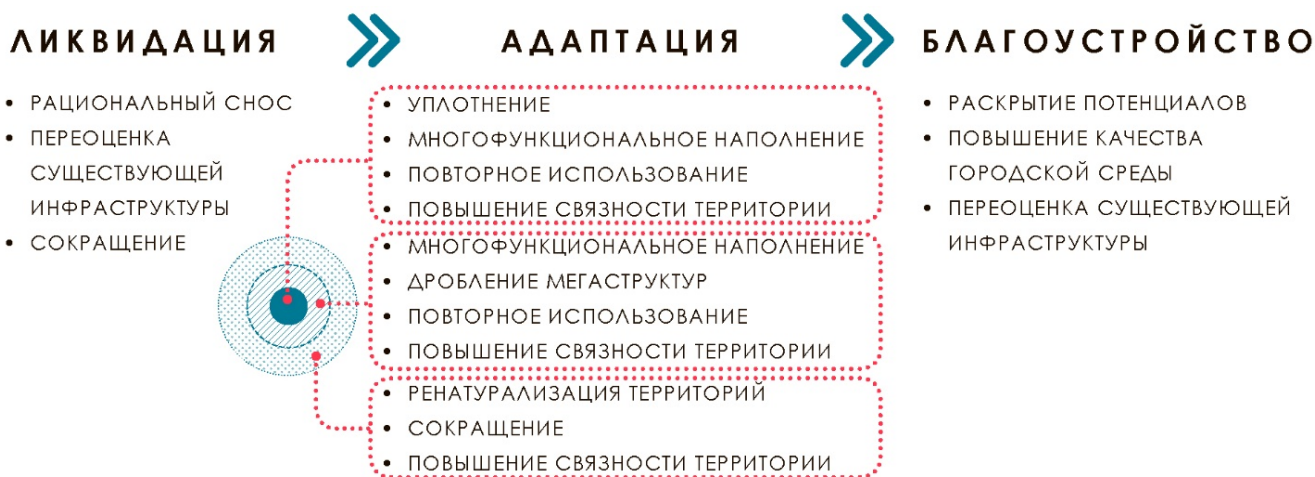 ЛИКВИДАЦИЯ
• РАЦИОНАЛЬНЫЙ СНОС
• ПЕРЕОЦЕНКА
СУЩЕСТВУЮЩЕЙ
ИНФРАСТРУКТУРЫ
• СОКРАЩЕНИЕ
АДАПТАЦИЯ
• УПЛОТНЕНИЕ
• МНОГОФУНКЦИОНАЛЬНОЕ НАПОЛНЕНИЕ
• ПОВТОРНОЕ ИСПОЛЬЗОВАНИЕ
• ПОВЫШЕНИЕ СВЯЗНОСТИ ТЕРРИТОРИИ
• МНОГОФУНКЦИОНАЛЬНОЕ НАПОЛНЕНИЕ
• ДРОБЛЕНИЕ МЕГАСТРУКТУР
• ПОВТОРНОЕ ИСПОЛЬЗОВАНИЕ
• ПОВЫШЕНИЕ СВЯЗНОСТИ ТЕРРИТОРИИ
• РЕНАТУРАЛИЗАЦИЯ ТЕРРИТОРИЙ
• СОКРАЩЕНИЕ
• ПОВЫШЕНИЕ СВЯЗНОСТИ ТЕРРИТОРИИ
БЛАГОУСТРОЙСТВО
• РАСКРЫТИЕ ПОТЕНЦИАЛОВ
• ПОВЫШЕНИЕ КАЧЕСТВА
ГОРОДСКОЙ СРЕДЫ
• ПЕРЕОЦЕНКА СУЩЕСТВУЮЩЕЙ
ИНФРАСТРУКТУРЫ